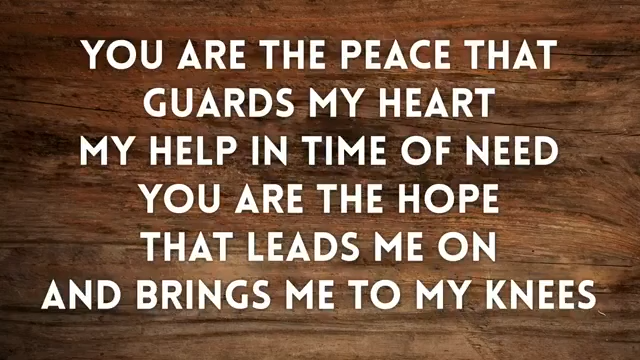 YOU ARE THE PEACE THAT
GUARDS MY HEART
MY HELP IN TIME OF NEED
YOU ARE THE HOPE
THAT LEADS ME ON
AND BRINGS ME TO MY KNEES